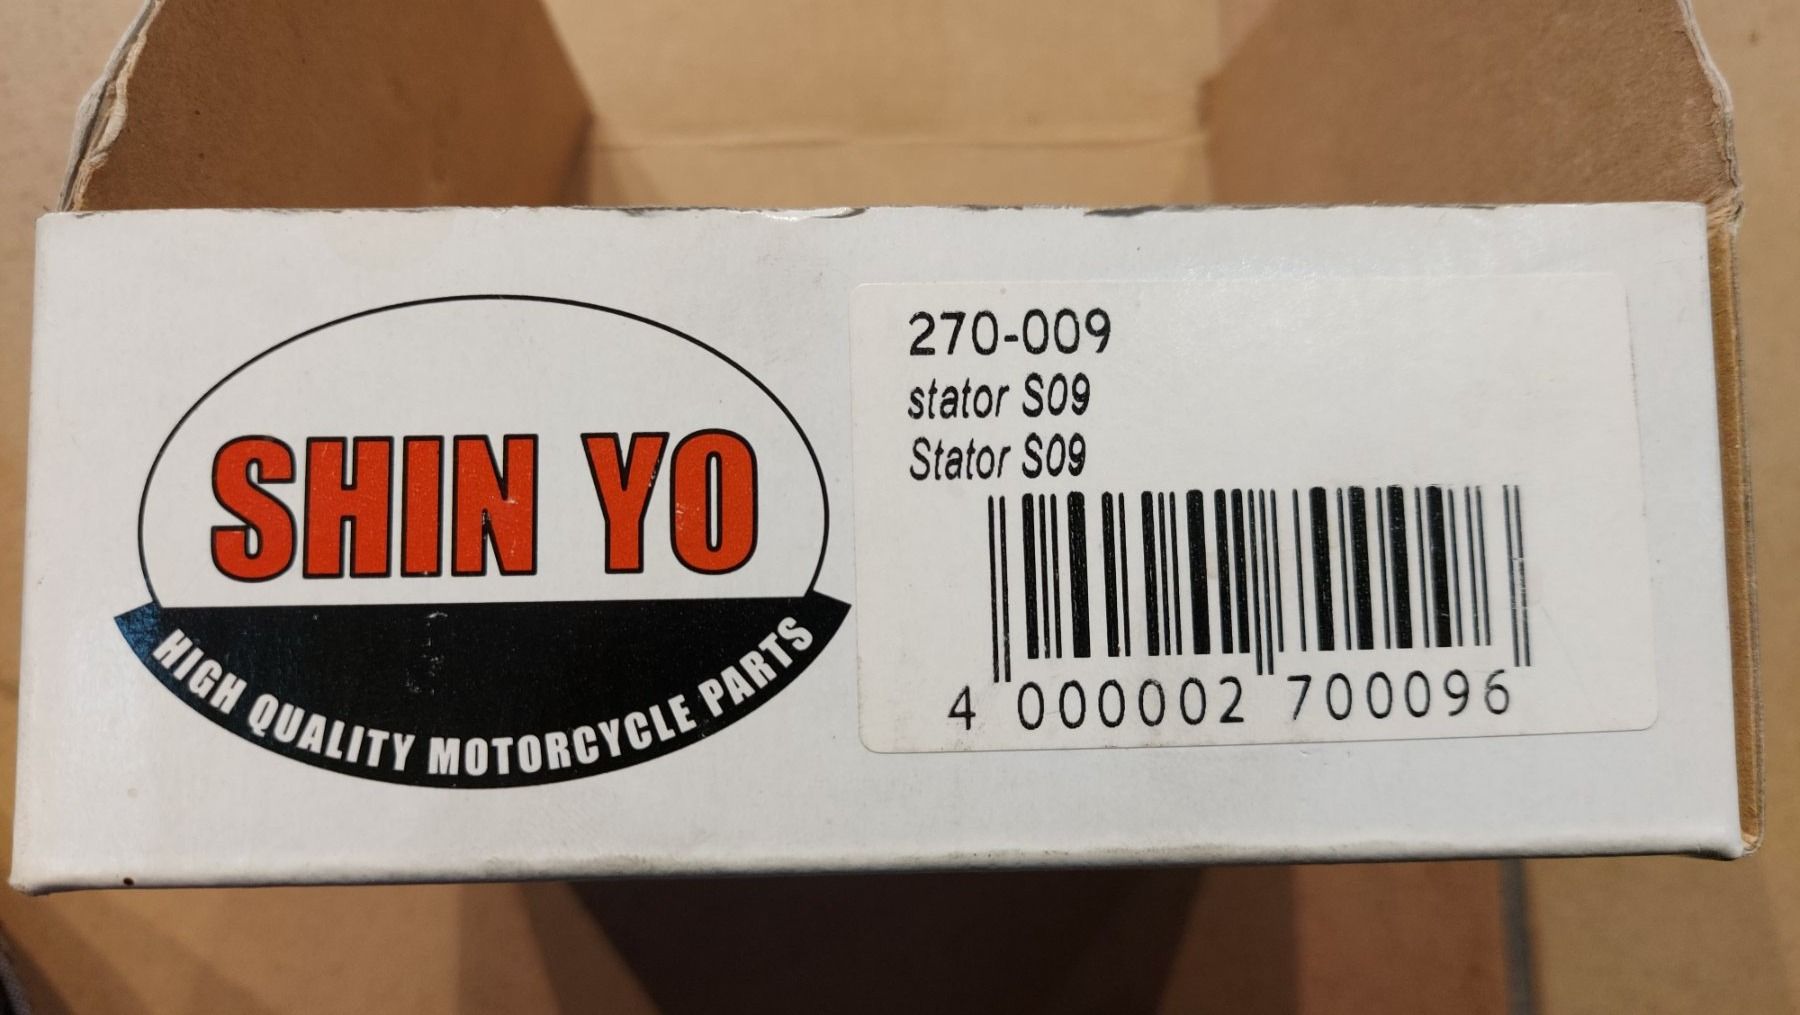 SHIN YO
HIGH QUALITY MOTORCYCLE PARTS
270-009
stator S09
Stator S09
4 000002 700096